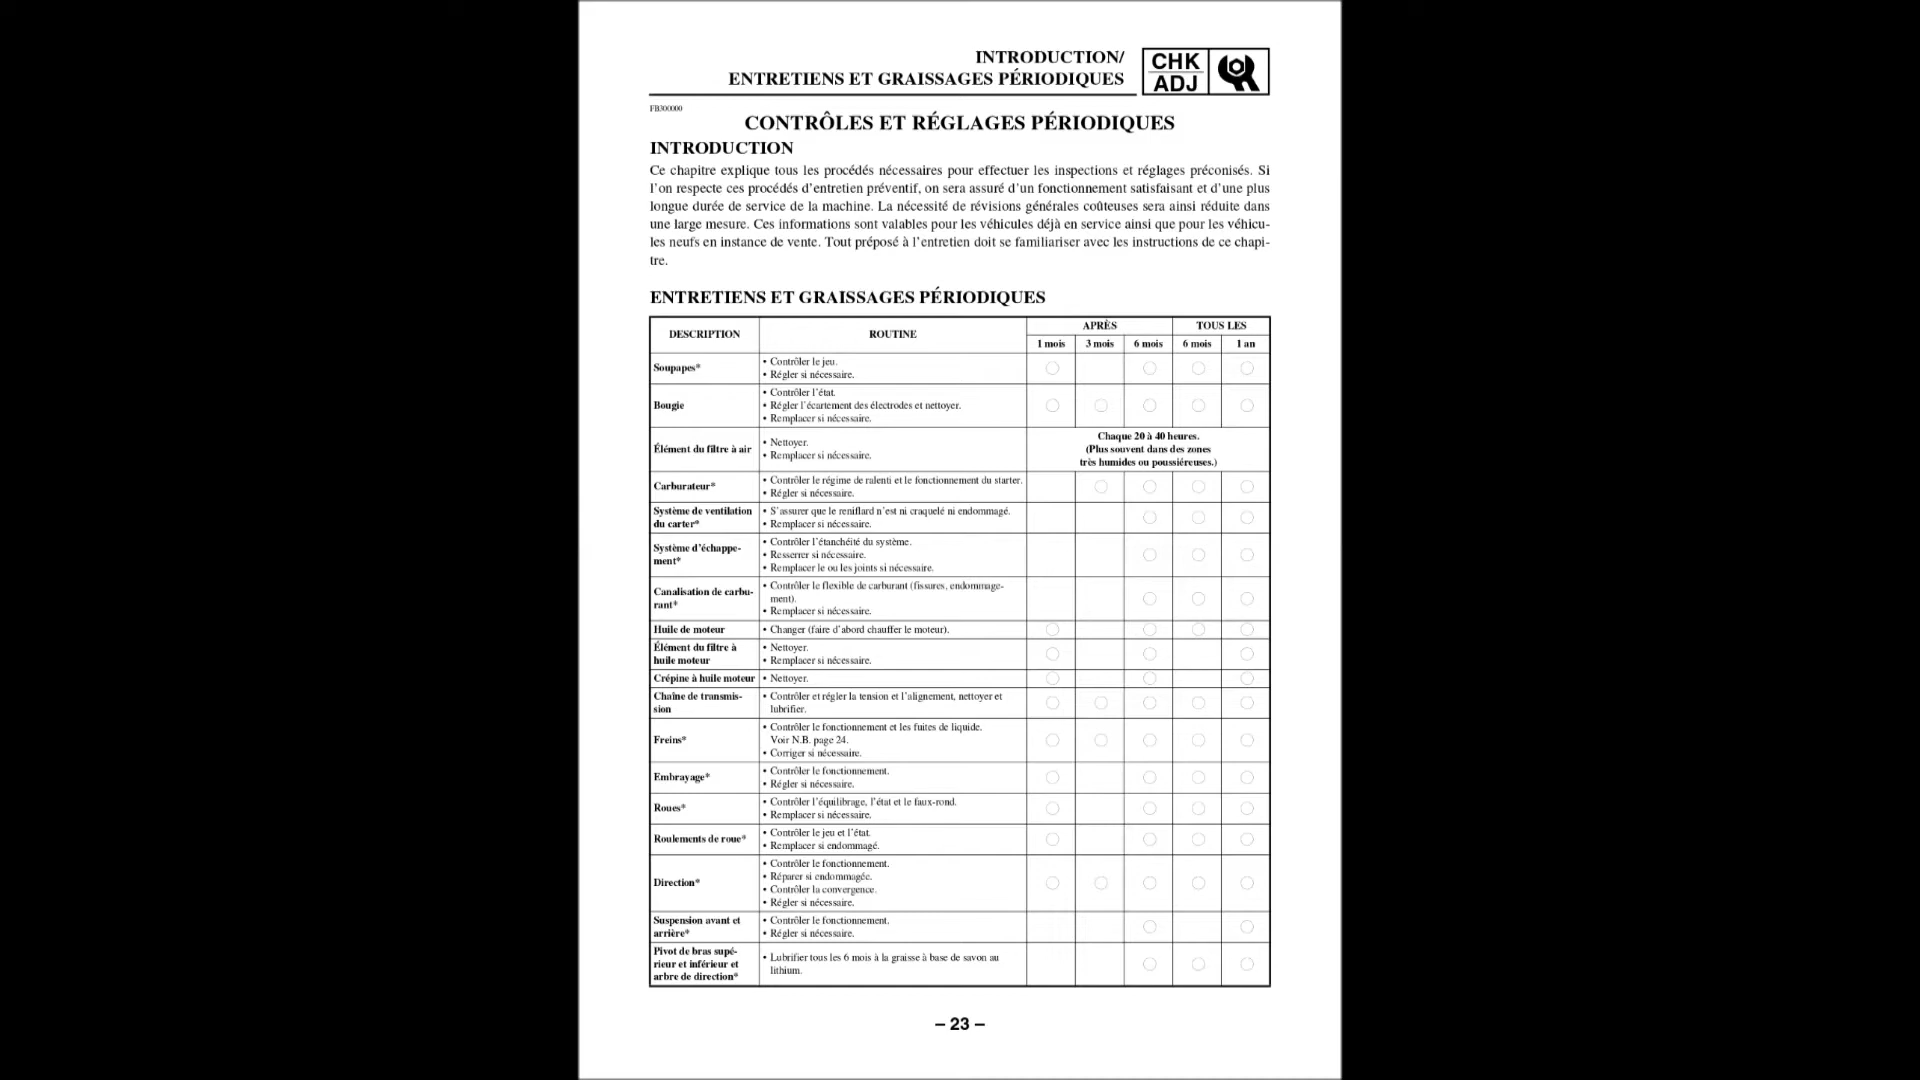 INTRODUCTION/
ENTRETIENS ET GRAISSAGES PÉRIODIQUES
CHK
ADJ
FB300000
CONTRÔLES ET RÉGLAGES PÉRIODIQUES
INTRODUCTION
Ce chapitre explique tous les procédés nécessaires pour effectuer les inspections et réglages préconisés. Si
l’on respecte ces procédés d’entretien préventif, on sera assuré d’un fonctionnement satisfaisant et d’une plus
longue durée de service de la machine. La nécessité de révisions générales coûteuses sera ainsi réduite dans
une large mesure. Ces informations sont valables pour les véhicules déjà en service ainsi que pour les véhicu-
les neufs en instance de vente. Tout préposé à l’entretien doit se familiariser avec les instructions de ce chapi-
tre.
ENTRETIENS ET GRAISSAGES PÉRIODIQUES
DESCRIPTION ROUTINE APRÈS TOUS LES
1 mois 3 mois 6 mois 6 mois 1 an
Soupapes*
• Contrôler le jeu.
• Régler si nécessaire.
Bougie
• Contrôler l’état.
• Régler l’écartement des électrodes et nettoyer.
• Remplacer si nécessaire.
Élément du filtre à air
• Nettoyer.
• Remplacer si nécessaire.
Chaque 20 à 40 heures.
(Plus souvent dans des zones
très humides ou poussiéreuses.)
Carburateur*
• Contrôler le régime de ralenti et le fonctionnement du starter.
• Régler si nécessaire.
Système de ventilation
du carter*
• S’assurer que le reniflard n’est ni craquelé ni endommagé.
• Remplacer si nécessaire.
Système d’échappe-
ment*
• Contrôler l’étanchéité du système.
• Resserrer si nécessaire.
• Remplacer le ou les joints si nécessaire.
Canalisation de carbu-
rant*
• Contrôler le flexible de carburant (fissures, endommage-
ment).
• Remplacer si nécessaire.
Huile de moteur
• Changer (faire d’abord chauffer le moteur).
Élément du filtre à
huile moteur
• Nettoyer.
• Remplacer si nécessaire.
Crépine à huile moteur
• Nettoyer.
Chaîne de transmis-
sion
• Contrôler et régler la tension et l’alignement, nettoyer et
lubrifier.
Freins*
• Contrôler le fonctionnement et les fuites de liquide.
Voir N.B. page 24.
• Corriger si nécessaire.
Embrayage*
• Contrôler le fonctionnement.
• Régler si nécessaire.
Roues*
• Contrôler l’équilibrage, l’état et le faux-rond.
• Remplacer si nécessaire.
Roulements de roue*
• Contrôler le jeu et l’état.
• Remplacer si endommagé.
Direction*
• Contrôler le fonctionnement.
• Réparer si endommagée.
• Contrôler la convergence.
• Régler si nécessaire.
Suspension avant et
arrière*
• Contrôler le fonctionnement.
• Régler si nécessaire.
Pivot de bras supé-
rieur et inférieur et
arbre de direction*
• Lubrifier tous les 6 mois à la graisse à base de savon au
lithium.
– 23 –